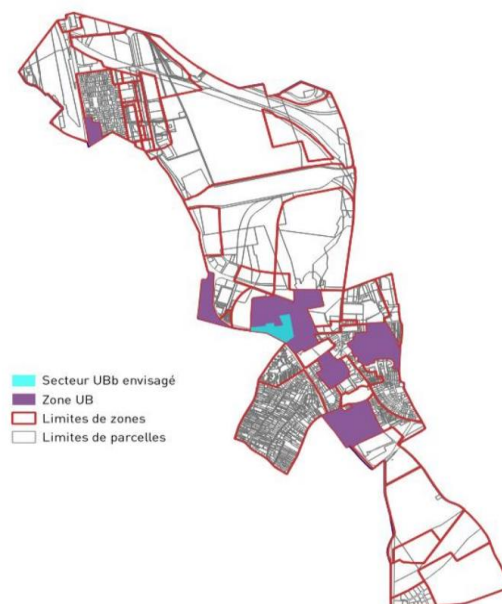 Secteur UBb envisagé
Zone UB
Limites de zones
Limites de parcelles